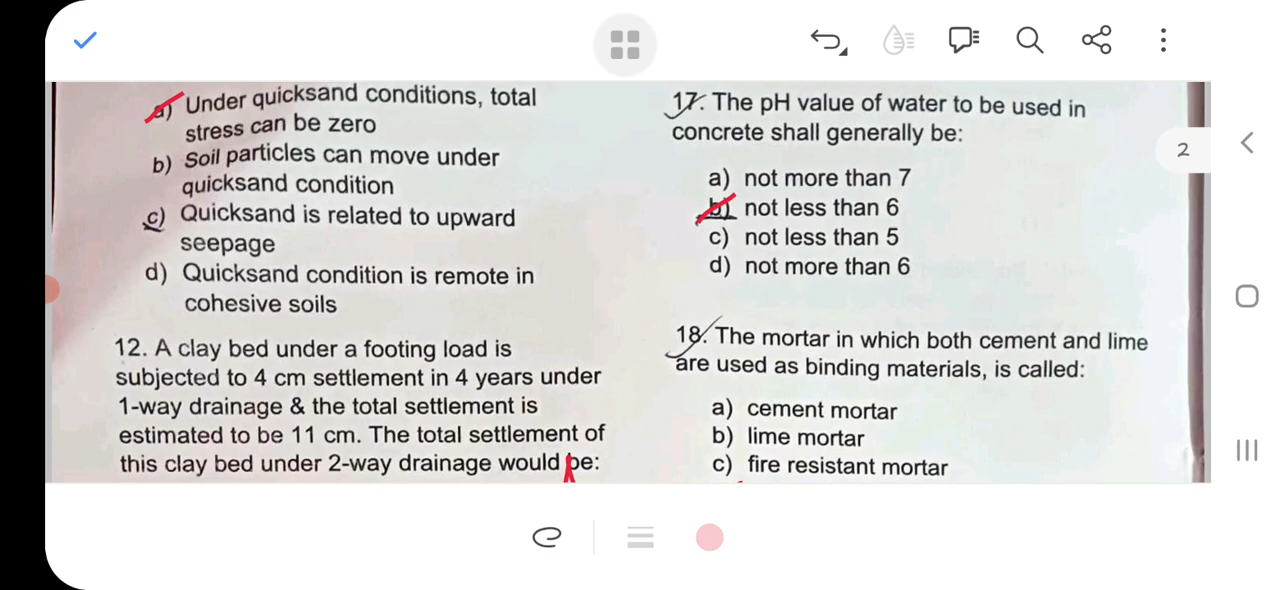 a) Under quicksand conditions, total
stress can be zero
b) Soil particles can move under
quicksand condition
c) Quicksand is related to upward
seepage
d) Quicksand condition is remote in
cohesive soils
12. A clay bed under a footing load is
subjected to 4 cm settlement in 4 years under
1-way drainage & the total settlement is
estimated to be 11 cm. The total settlement of
this clay bed under 2-way drainage would be:
17. The pH value of water to be used in
concrete shall generally be:
a) not more than 7
b) not less than 6
c) not less than 5
d) not more than 6
18. The mortar in which both cement and lime
are used as binding materials, is called:
a) cement mortar
b) lime mortar
c) fire resistant mortar
2